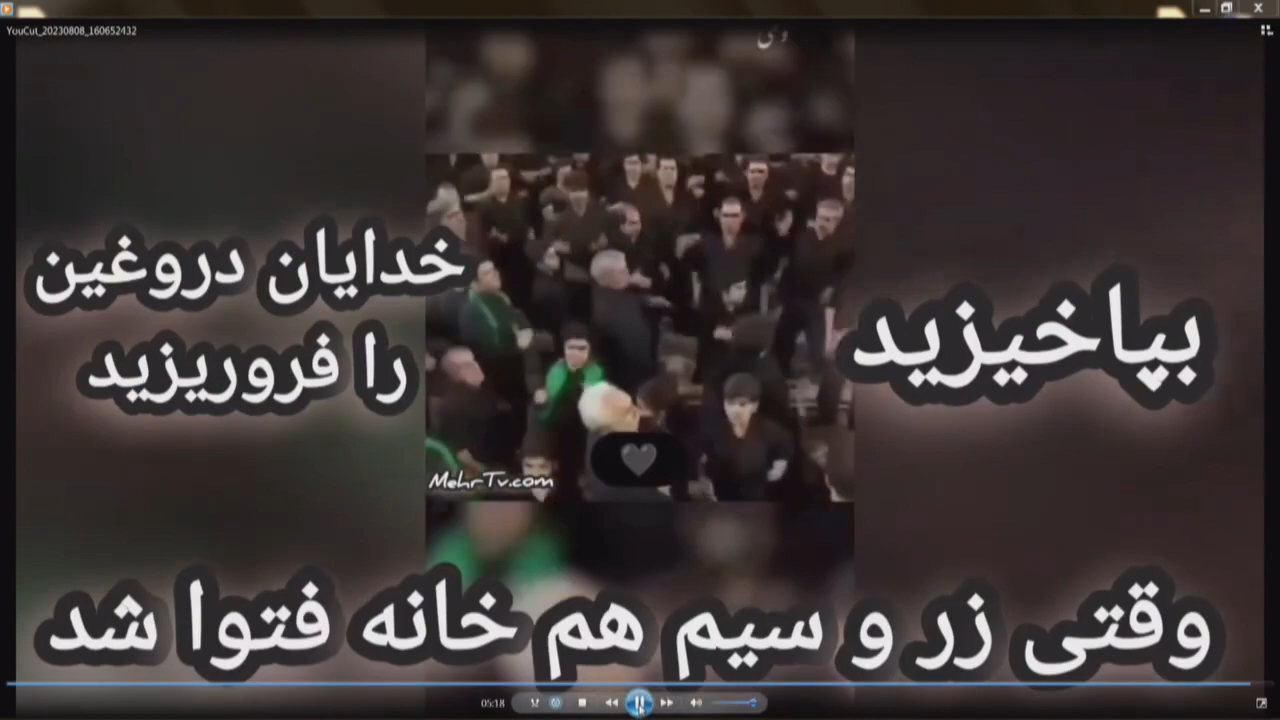 YouCut_20230808_160652432
بپاخیزید
خدایان دروغین
را فروریزید
MehrTv.com
وقتی زر و سیم هم خانه فتوا شد
05:18